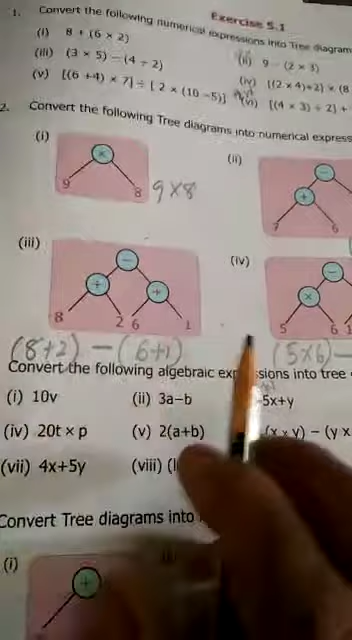 Exercise 5.1
1. Convert the following numerical expressions into Tree diagram
(i) 8 + (6 × 2)
(ii) 9 − (2 × 3)
(iii) (3 × 5) − (4 ÷ 2)
(iv) [(2 × 4)+2] × (8
(v) [(6 +4) × 7] ÷ [ 2 × (10 −5)]
(vi) [(4 × 3) ÷ 2] +
2. Convert the following Tree diagrams into numerical express
(i)
(ii)
×
9 8
9 × 8
−
+
7 6
(iii)
(iv)
−
+ +
8 2 6 1
−
×
5 6 1
(8+2) − (6+1)
(5×6) −
Convert the following algebraic expressions into tree
(i) 10v
(ii) 3a−b
5x+y
(iv) 20t × p
(v) 2(a+b)
(x × y) − (y ×
(vii) 4x+5y
(viii)
Convert Tree diagrams into
(i)
+